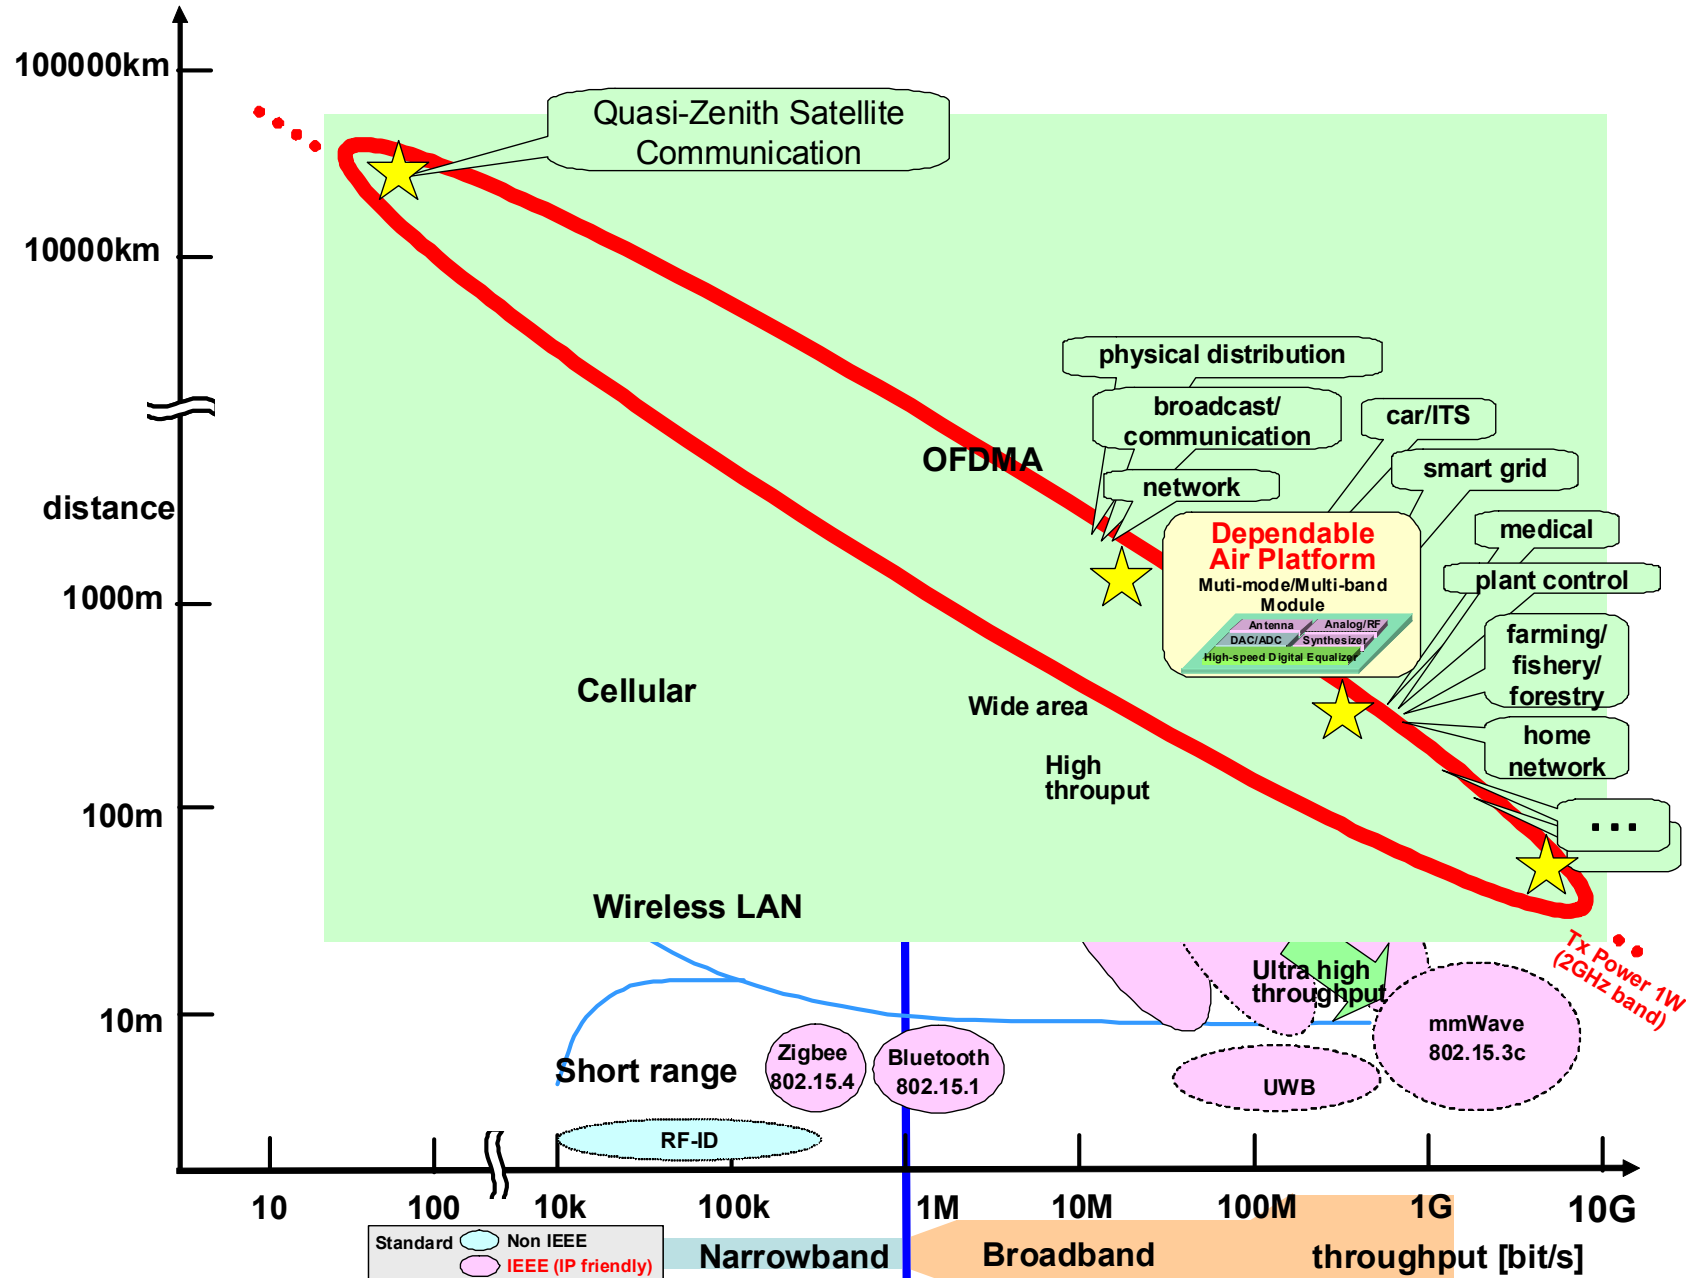 100000km
Quasi-Zenith Satellite
Communication
10000km
physical distribution
broadcast/
communication
car/ITS
OFDMA
smart grid
network
distance
Dependable
Air Platform
Muti-mode/Multi-band
Module
Antenna
Analog/RF
DAC/ADC
Synthesizer
High-speed Digital Equalizer
medical
plant control
1000m
farming/
fishery/
forestry
Cellular
Wide area
home
network
High
throuput
100m
...
Wireless LAN
Tx Power 1W
(2GHz band)
Ultra high
throughput
10m
mmWave
802.15.3c
Zigbee
802.15.4
Bluetooth
802.15.1
Short range
UWB
RF-ID
10
100
10k
100k
1M
10M
100M
1G
10G
Standard
Non IEEE
IEEE (IP friendly)
Narrowband
Broadband
throughput [bit/s]